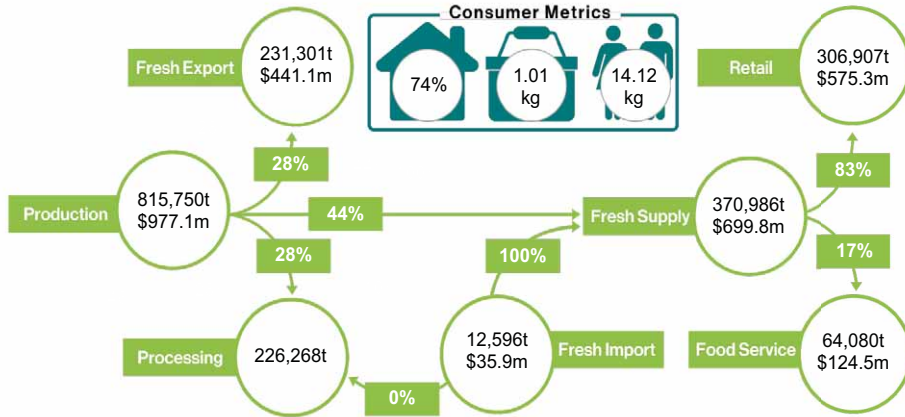 Consumer Metrics
74%
1.01
kg
14.12
kg
Fresh Export
231,301t
$441.1m
Retail
306,907t
$575.3m
28%
83%
Production
815,750t
$977.1m
44%
Fresh Supply
370,986t
$699.8m
28%
100%
17%
Processing
226,268t
12,596t
$35.9m
Fresh Import
Food Service
64,080t
$124.5m
0%